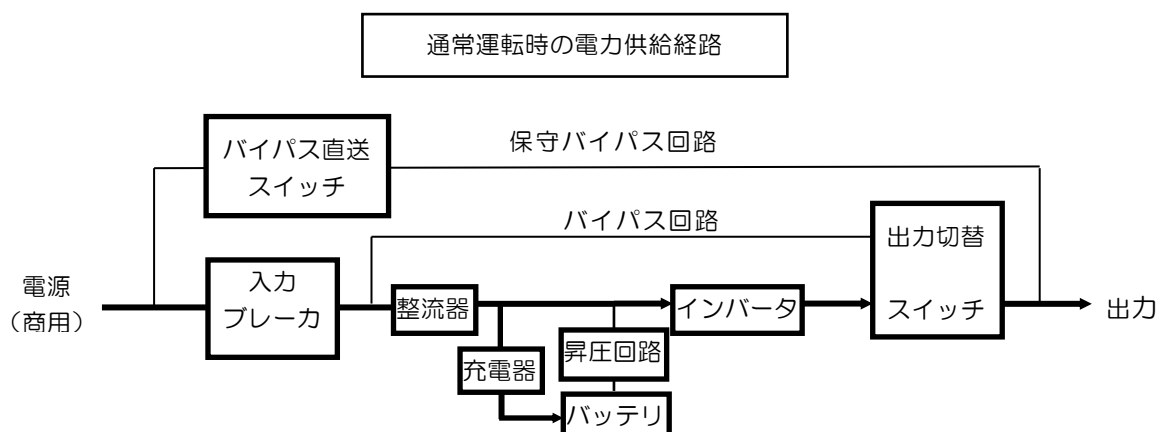 通常運転時の電力供給経路
保守バイパス回路
バイパス直送
スイッチ
バイパス回路
出力切替
スイッチ
入力
ブレーカ
電源
（商用）
整流器
インバータ
出力
充電器
昇圧回路
バッテリ